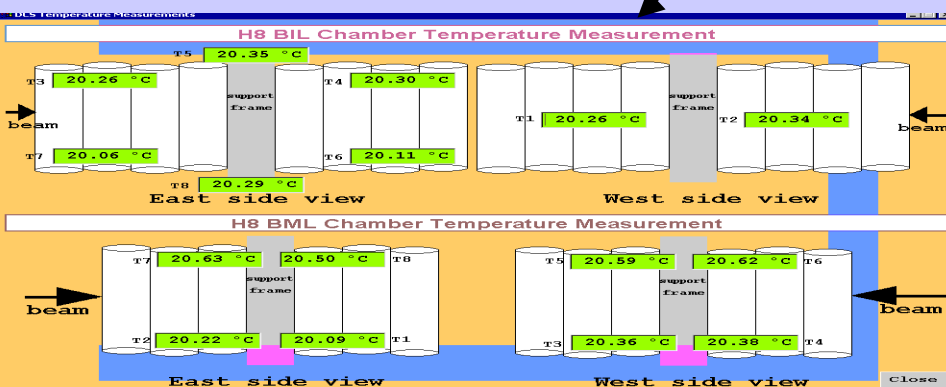 DCS Temperature Measurements
H8 BIL Chamber Temperature Measurement
T5 20.35 °C
T3 20.26 °C
T4 20.30 °C
support
frame
support
frame
T1 20.26 °C
T2 20.34 °C
beam
beam
T7 20.06 °C
T6 20.11 °C
T8 20.29 °C
East side view
West side view
H8 BML Chamber Temperature Measurement
T7 20.63 °C
20.50 °C T8
T5 20.59 °C
20.62 °C T6
support
frame
support
frame
beam
beam
T2 20.22 °C
20.09 °C T1
T3 20.36 °C
20.38 °C T4
East side view
West side view
Close